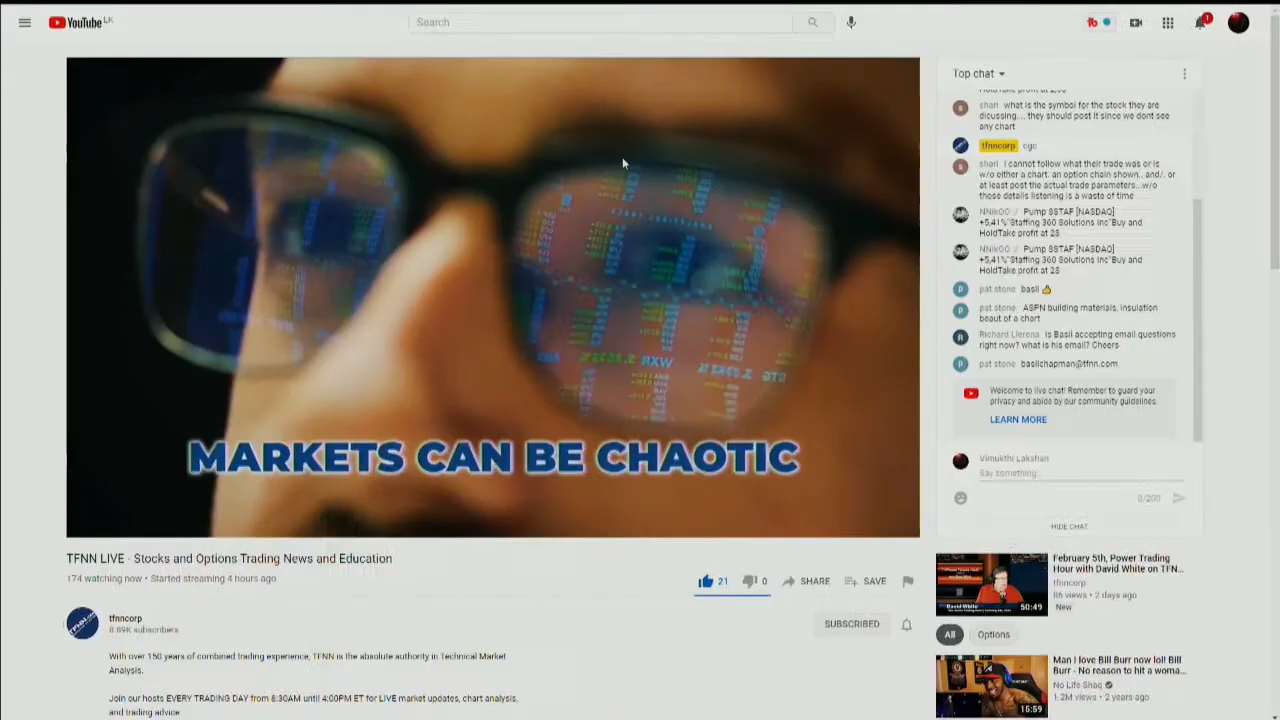 YouTube LK
Search
1
Top chat
HoldTake profit at
shari what is the symbol for the stock they are
dicussing.... they should post it since we dont see
any chart
tfnncorp cgc
shari I cannot follow what their trade was or is
w/o either a chart. an option chain shown.. and/. or
at least post the actual trade parameters...w/o
those details listening is a waste of time
Pump $STAF [NASDAQ]
+5,41%"Staffing 360 Solutions Inc"Buy and
HoldTake profit at 2$
Pump $STAF [NASDAQ]
+5,41%"Staffing 360 Solutions Inc"Buy and
HoldTake profit at 2$
pat stone basil
pat stone ASPN building materials, insulation
beaut of a chart
Richard Llerena is Basil accepting email questions
right now? what is his email? Cheers
pat stone basilchapman@tfnn.com
Welcome to live chat! Remember to guard your
privacy and abide by our community guidelines.
LEARN MORE
Vimukthi Lakshan
Say something...
0/200
HIDE CHAT
MARKETS CAN BE CHAOTIC
TFNN LIVE - Stocks and Options Trading News and Education
174 watching now • Started streaming 4 hours ago
21
0
SHARE
SAVE
tfnncorp
8.89K subscribers
SUBSCRIBED
With over 150 years of combined trading experience, TFNN is the absolute authority in Technical Market
Analysis.
Join our hosts EVERY TRADING DAY from 8:30AM until 4:00PM ET for LIVE market updates, chart analysis,
and trading advice
February 5th, Power Trading
Hour with David White on TFN...
tfnncorp
86 views • 2 days ago
New
David White
50:49
All
Options
Man I love Bill Burr now lol! Bill
Burr - No reason to hit a woma...
No Life Shaq
1.2M views • 2 years ago
15:59